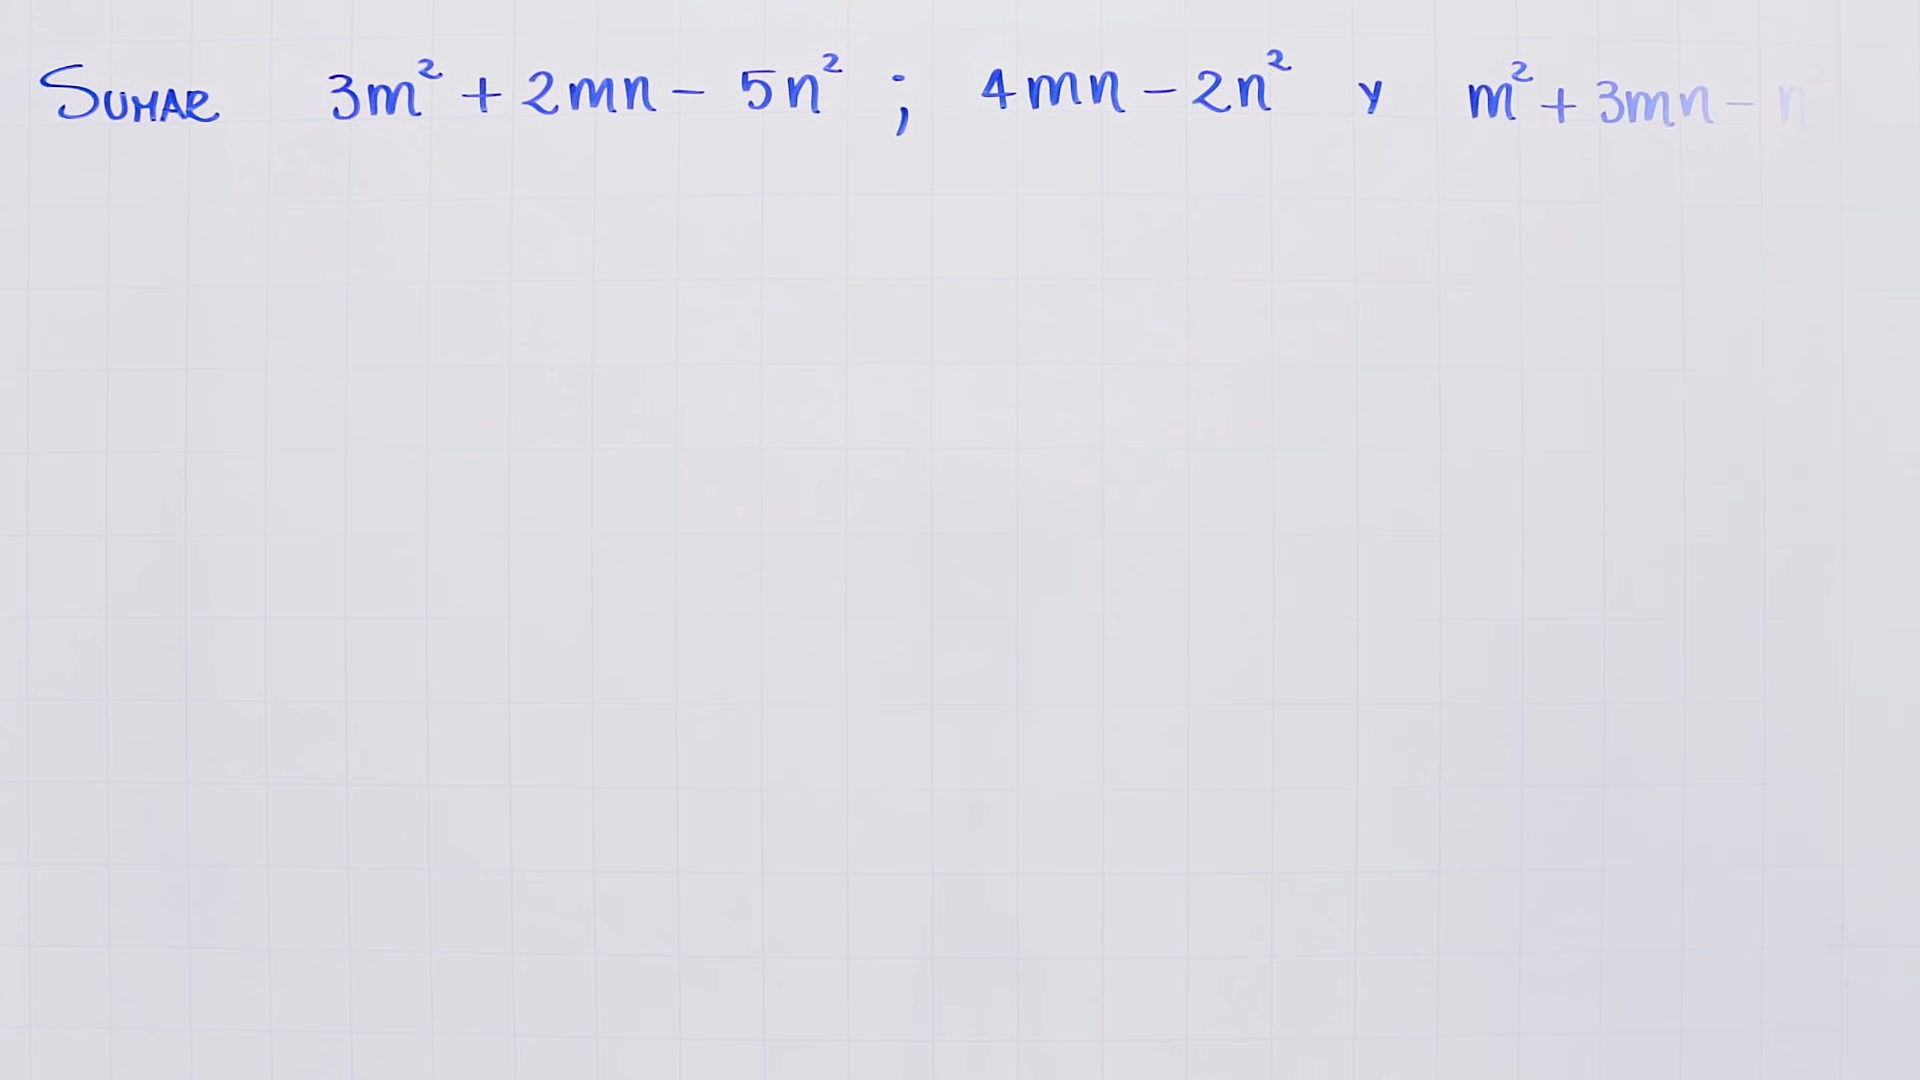 SUMAR 3m² + 2mn - 5n² ; 4mn - 2n² y m² + 3mn - n